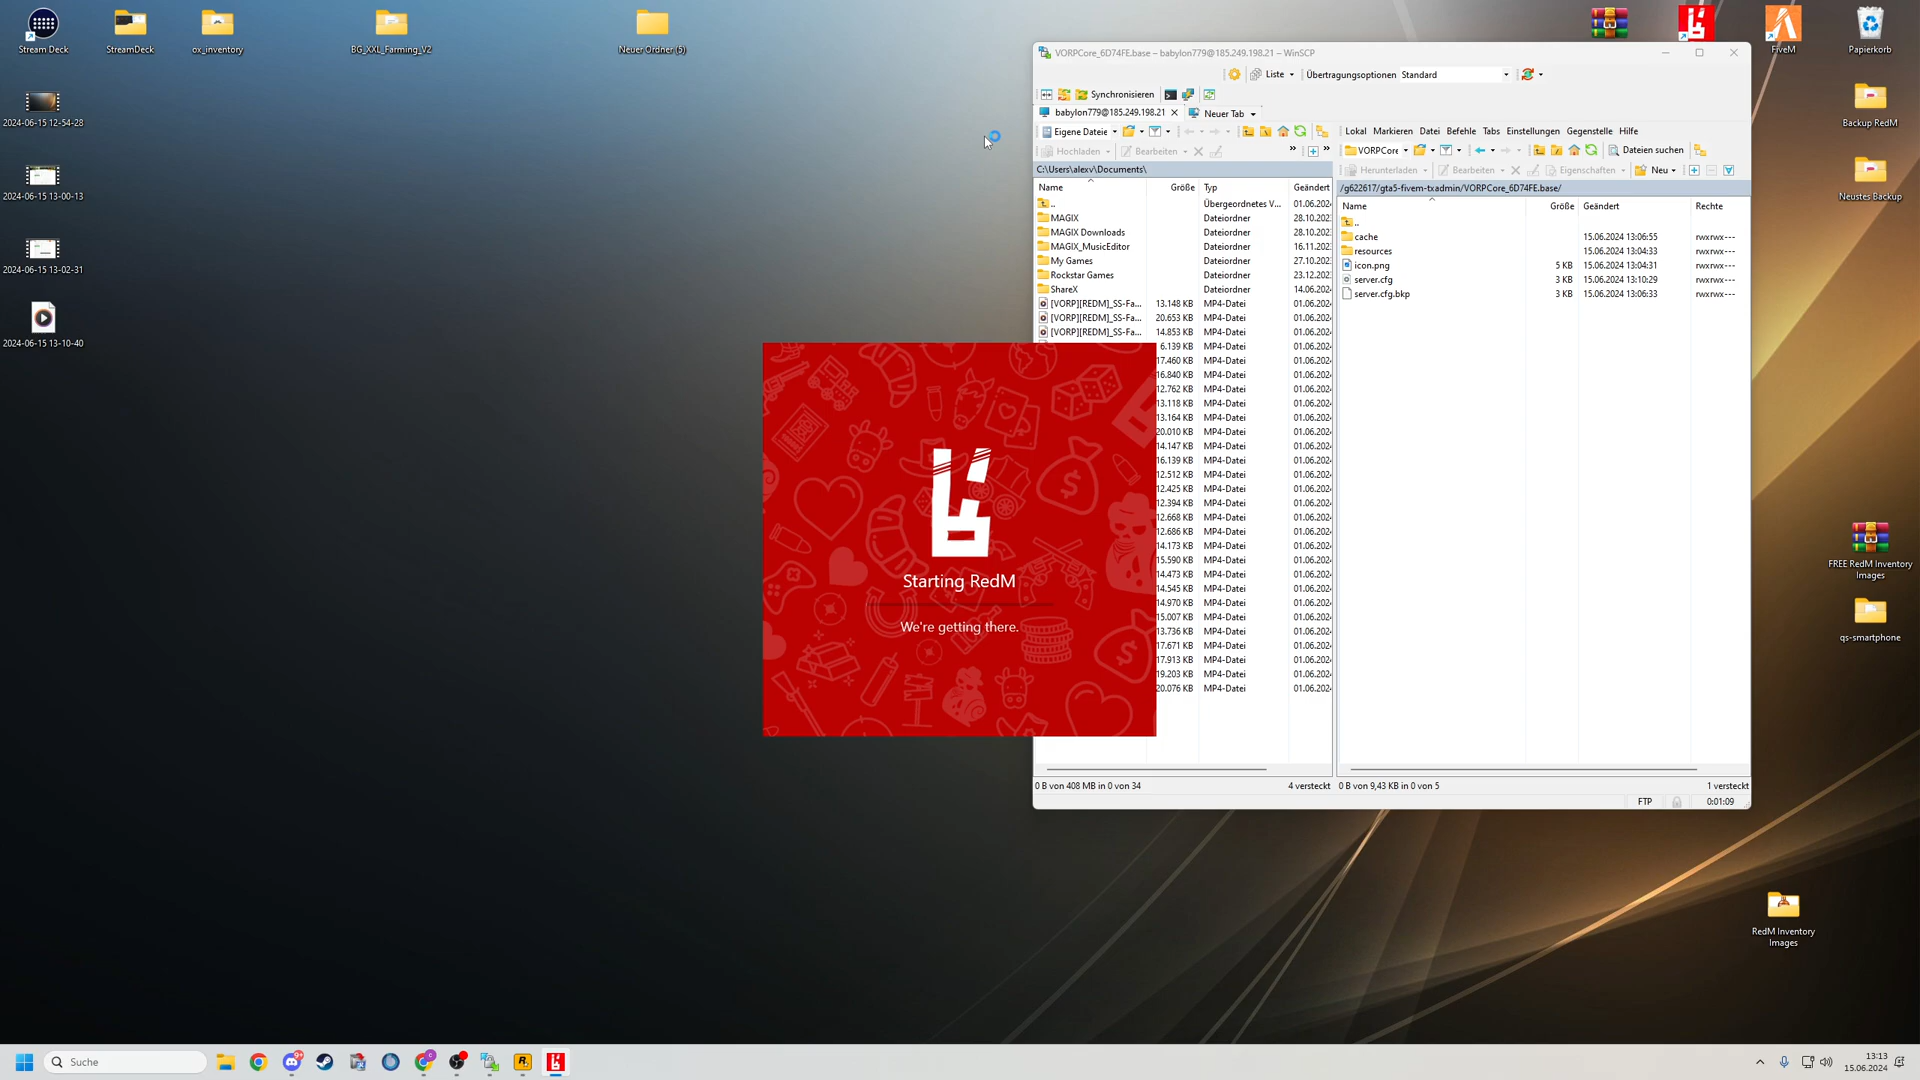 Stream Deck
StreamDeck
ox_inventory
BG_XXL_Farming_V2
Neuer Ordner (5)
FiveM
Papierkorb
2024-06-15 12-54-28
2024-06-15 13-00-13
2024-06-15 13-02-31
2024-06-15 13-10-40
Backup RedM
Neustes Backup
FREE RedM Inventory
Images
qs-smartphone
RedM Inventory
Images
VORPCore_6D74FE.base – babylon779@185.249.198.21 – WinSCP
Liste
Übertragungsoptionen Standard
Synchronisieren
babylon779@185.249.198.21
Neuer Tab
Eigene Dateie
Lokal Markieren Datei Befehle Tabs Einstellungen Gegenstelle Hilfe
Hochladen Bearbeiten
VORPCore Dateien suchen
C:\Users\alexv\Documents\
Herunterladen Bearbeiten Eigenschaften Neu
Name Größe Typ Geändert
/g622617/gta5-fivem-txadmin/VORPCore_6D74FE.base/
.. Übergeordnetes V... 01.06.202
MAGIX Dateiordner 28.10.202
MAGIX Downloads Dateiordner 28.10.202
MAGIX_MusicEditor Dateiordner 16.11.202
My Games Dateiordner 27.10.202
Rockstar Games Dateiordner 23.12.202
ShareX Dateiordner 14.06.202
[VORP][REDM]_SS-Fa... 13.148 KB MP4-Datei 01.06.202
[VORP][REDM]_SS-Fa... 20.653 KB MP4-Datei 01.06.202
[VORP][REDM]_SS-Fa... 14.853 KB MP4-Datei 01.06.202
6.139 KB MP4-Datei 01.06.202
17.460 KB MP4-Datei 01.06.202
16.840 KB MP4-Datei 01.06.202
12.762 KB MP4-Datei 01.06.202
13.118 KB MP4-Datei 01.06.202
13.164 KB MP4-Datei 01.06.202
20.010 KB MP4-Datei 01.06.202
14.147 KB MP4-Datei 01.06.202
16.139 KB MP4-Datei 01.06.202
12.512 KB MP4-Datei 01.06.202
12.425 KB MP4-Datei 01.06.202
12.394 KB MP4-Datei 01.06.202
12.668 KB MP4-Datei 01.06.202
12.686 KB MP4-Datei 01.06.202
14.173 KB MP4-Datei 01.06.202
15.590 KB MP4-Datei 01.06.202
14.473 KB MP4-Datei 01.06.202
14.545 KB MP4-Datei 01.06.202
14.970 KB MP4-Datei 01.06.202
15.007 KB MP4-Datei 01.06.202
13.736 KB MP4-Datei 01.06.202
17.671 KB MP4-Datei 01.06.202
17.913 KB MP4-Datei 01.06.202
19.203 KB MP4-Datei 01.06.202
20.076 KB MP4-Datei 01.06.202
0 B von 408 MB in 0 von 34 4 versteckt
Name Größe Geändert Rechte
..
cache 15.06.2024 13:06:55 rwxrwx---
resources 15.06.2024 13:04:33 rwxrwx---
icon.png 5 KB 15.06.2024 13:04:31 rwxrwx---
server.cfg 3 KB 15.06.2024 13:10:29 rwxrwx---
server.cfg.bkp 3 KB 15.06.2024 13:06:33 rwxrwx---
0 B von 9,43 KB in 0 von 5 1 versteckt
FTP 0:01:09
Starting RedM
We're getting there.
Suche
9+
13:13
15.06.2024